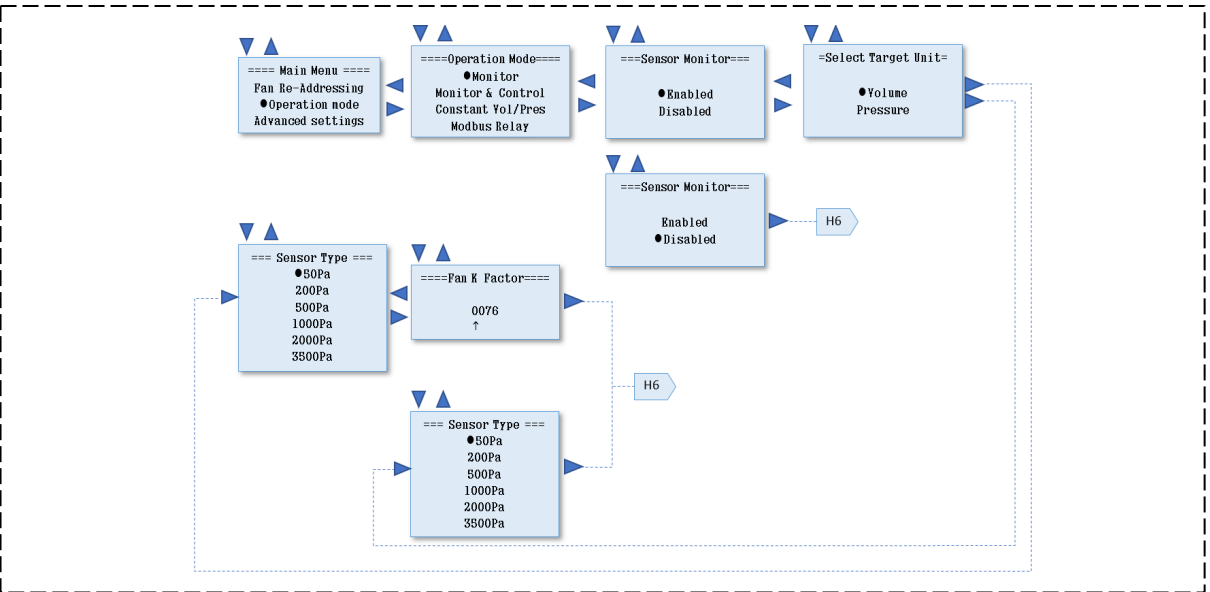 ==== Main Menu ====
Fan Re-Addressing
●Operation mode
Advanced settings
====Operation Mode====
●Monitor
Monitor & Control
Constant Vol/Pres
Modbus Relay
===Sensor Monitor===
●Enabled
Disabled
=Select Target Unit=
●Volume
Pressure
===Sensor Monitor===
Enabled
●Disabled
H6
=== Sensor Type ===
●50Pa
200Pa
500Pa
1000Pa
2000Pa
3500Pa
====Fan K Factor====
0076
↑
H6
=== Sensor Type ===
●50Pa
200Pa
500Pa
1000Pa
2000Pa
3500Pa